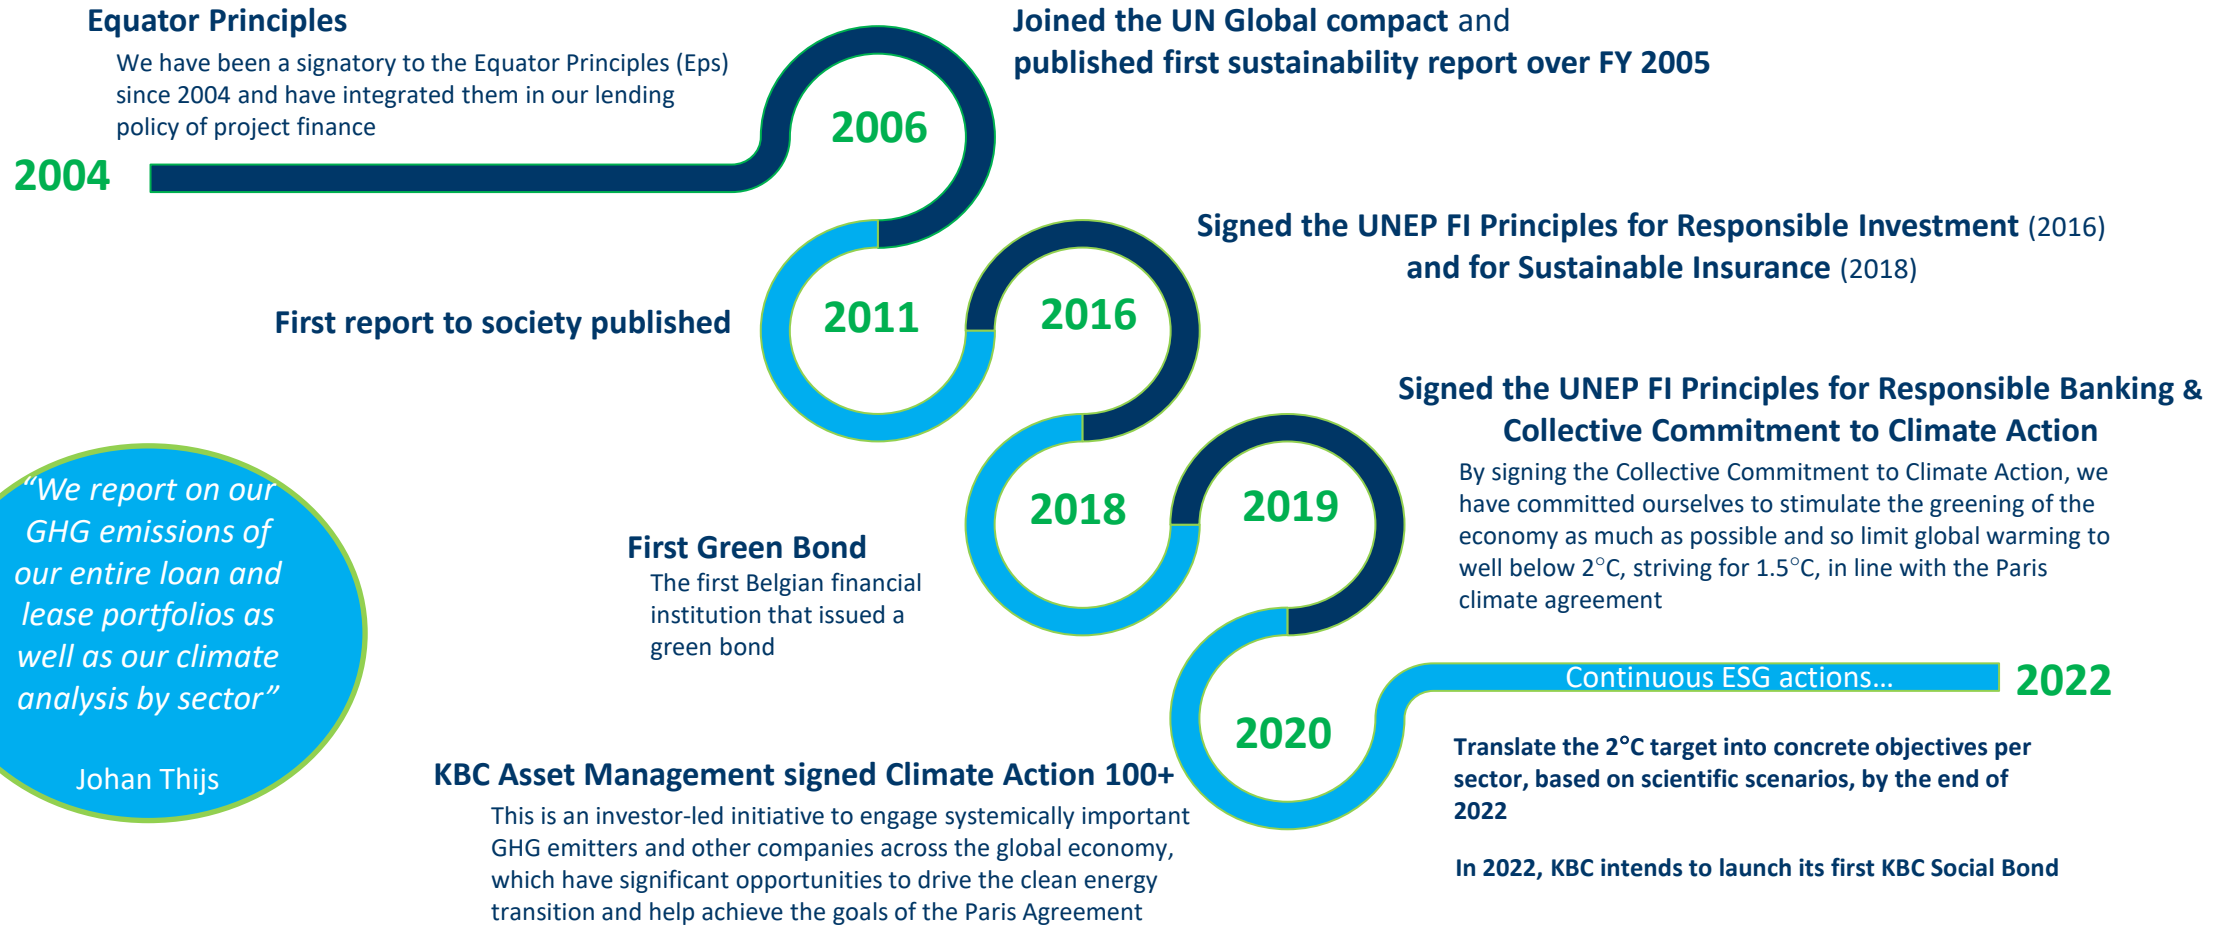 Equator Principles
We have been a signatory to the Equator Principles (Eps)
since 2004 and have integrated them in our lending
policy of project finance
2004
2006
Joined the UN Global compact and
published first sustainability report over FY 2005
First report to society published
2011
2016
Signed the UNEP FI Principles for Responsible Investment (2016)
and for Sustainable Insurance (2018)
First Green Bond
The first Belgian financial
institution that issued a
green bond
2018
2019
Signed the UNEP FI Principles for Responsible Banking &
Collective Commitment to Climate Action
By signing the Collective Commitment to Climate Action, we
have committed ourselves to stimulate the greening of the
economy as much as possible and so limit global warming to
well below 2°C, striving for 1.5°C, in line with the Paris
climate agreement
“We report on our
GHG emissions of
our entire loan and
lease portfolios as
well as our climate
analysis by sector”
Johan Thijs
KBC Asset Management signed Climate Action 100+
This is an investor-led initiative to engage systemically important
GHG emitters and other companies across the global economy,
which have significant opportunities to drive the clean energy
transition and help achieve the goals of the Paris Agreement
2020
Continuous ESG actions...
2022
Translate the 2°C target into concrete objectives per
sector, based on scientific scenarios, by the end of
2022
In 2022, KBC intends to launch its first KBC Social Bond